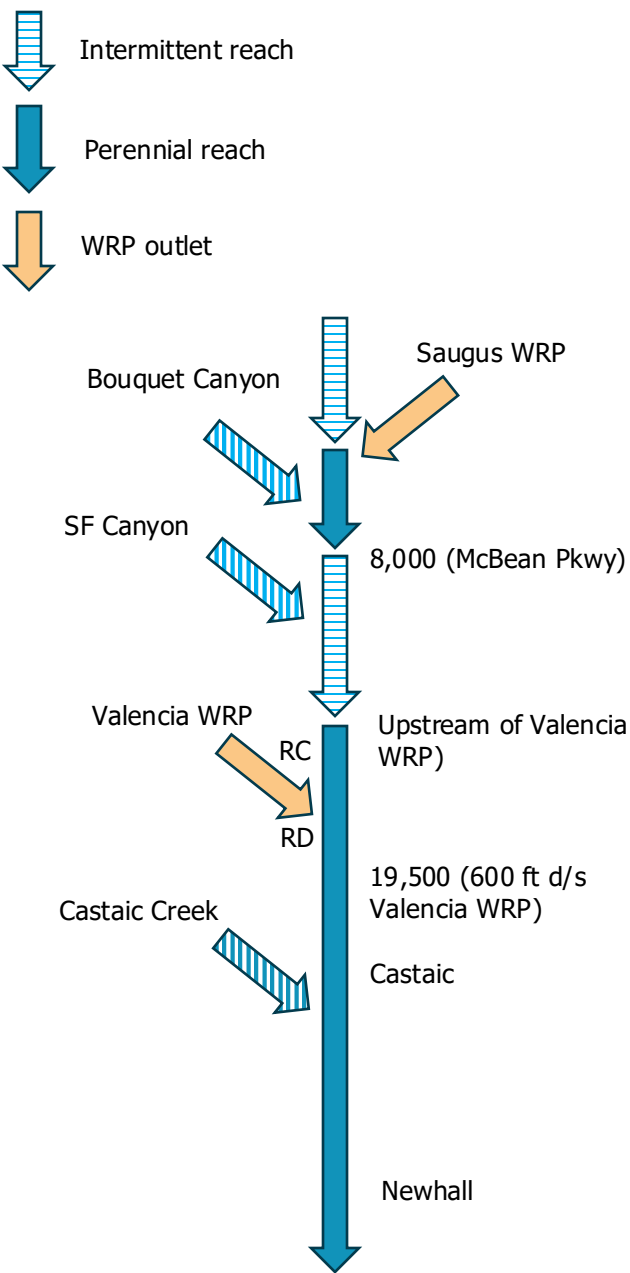 Intermittent reach
Perennial reach
WRP outlet
Saugus WRP
Bouquet Canyon
SF Canyon
8,000 (McBean Pkwy)
Valencia WRP
Upstream of Valencia
WRP)
RC
RD
19,500 (600 ft d/s
Valencia WRP)
Castaic Creek
Castaic
Newhall